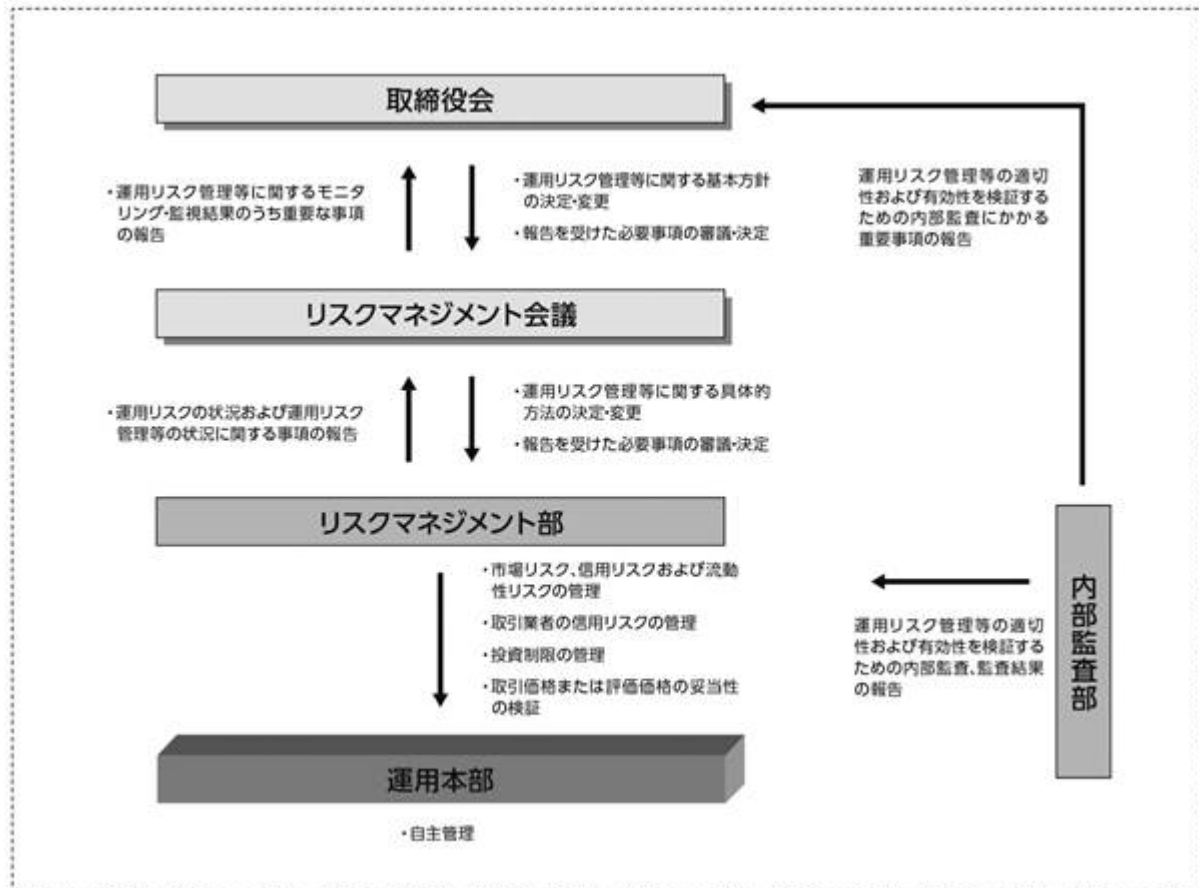 取締役会
・運用リスク管理等に関するモニタ
リング・監視結果のうち重要な事項
の報告
・運用リスク管理等に関する基本方針
の決定・変更
・報告を受けた必要事項の審議・決定
運用リスク管理等の適切
性および有効性を検証する
ための内部監査にかかる
重要事項の報告
リスクマネジメント会議
・運用リスクの状況および運用リスク
管理等の状況に関する事項の報告
・運用リスク管理等に関する具体的
方法の決定・変更
・報告を受けた必要事項の審議・決定
リスクマネジメント部
・市場リスク、信用リスクおよび流動
性リスクの管理
・取引業者の信用リスクの管理
・投資制限の管理
・取引価格または評価価格の妥当性
の検証
運用リスク管理等の適切
性および有効性を検証する
ための内部監査、監査結果
の報告
内部監査部
運用本部
・自主管理